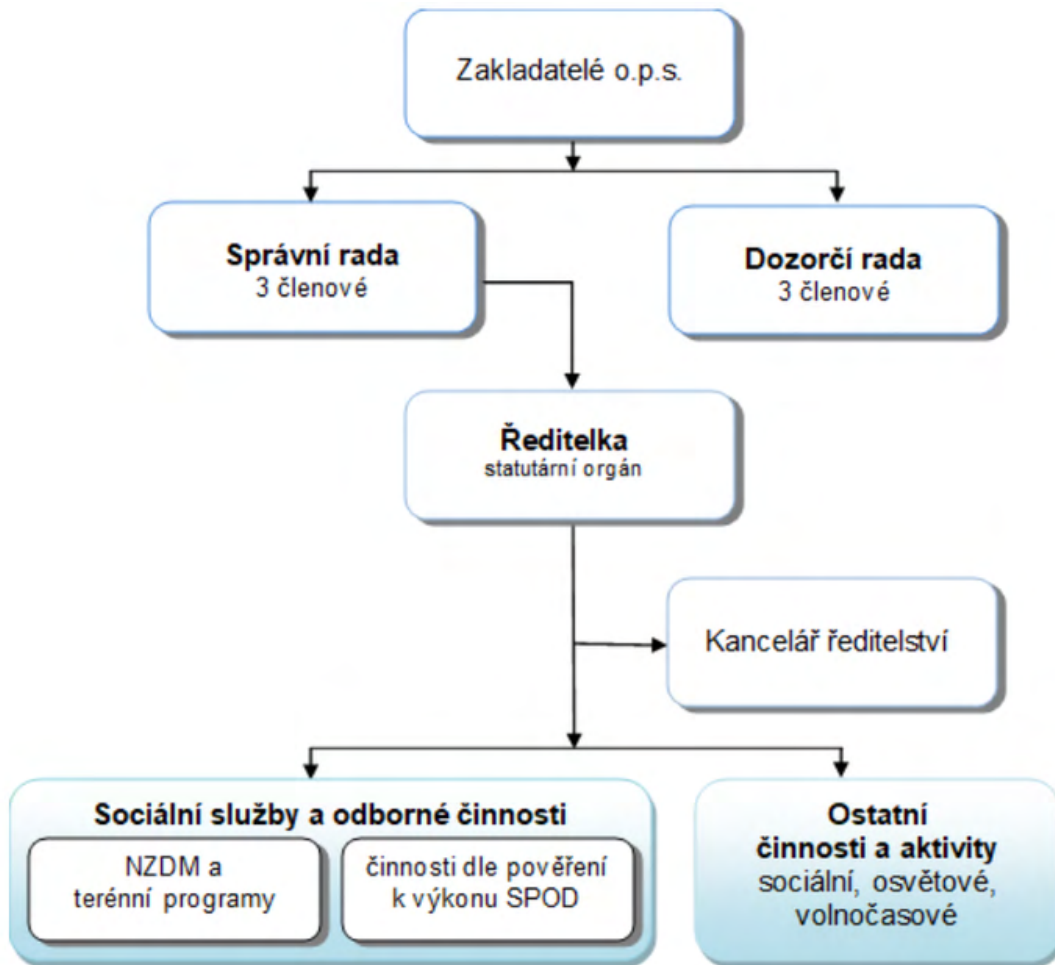 Zakladatelé o.p.s.
Správní rada
3 členové
Dozorčí rada
3 členové
Ředitelka
statutární orgán
Kancelář ředitelství
Sociální služby a odborné činnosti
NZDM a
terénní programy
činnosti dle pověření
k výkonu SPOD
Ostatní
činnosti a aktivity
sociální, osvětové,
volnočasové